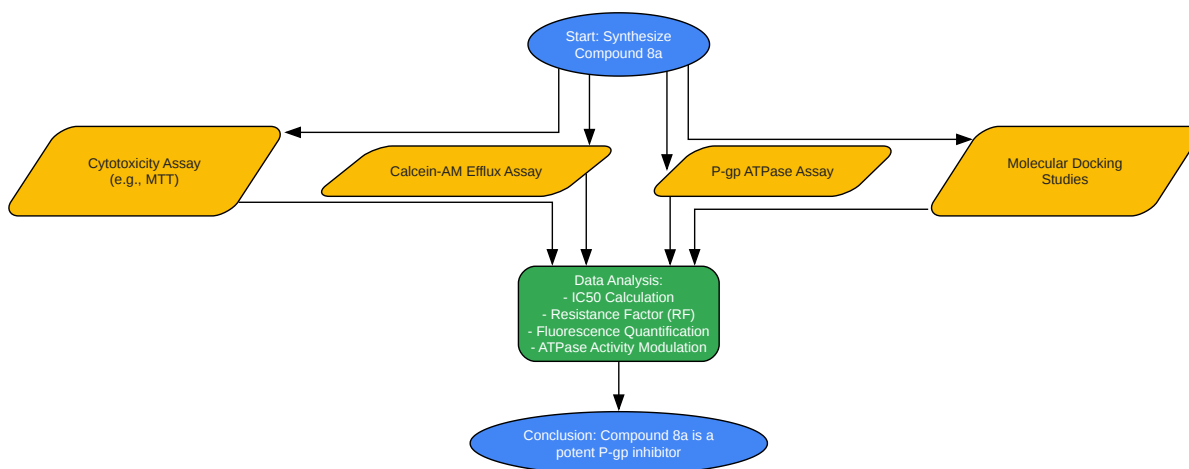 Start: Synthesize
Compound 8a
Cytotoxicity Assay
(e.g., MTT)
Calcein-AM Efflux Assay
P-gp ATPase Assay
Molecular Docking
Studies
Data Analysis:
- IC50 Calculation
- Resistance Factor (RF)
- Fluorescence Quantification
- ATPase Activity Modulation
Conclusion: Compound 8a is a
potent P-gp inhibitor